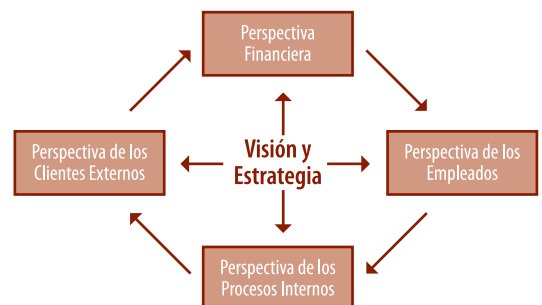 Perspectiva
Financiera
Perspectiva de los
Clientes Externos
Visión y
Estrategia
Perspectiva de los
Empleados
Perspectiva de los
Procesos Internos